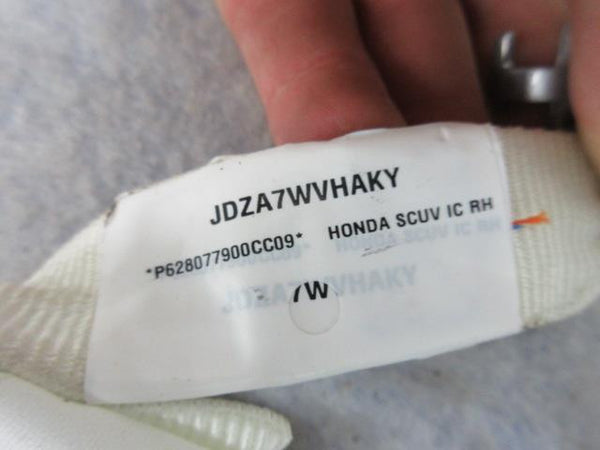 JDZA7WVHAKY
*P628077900CC09* HONDA SCUV IC RH
7W